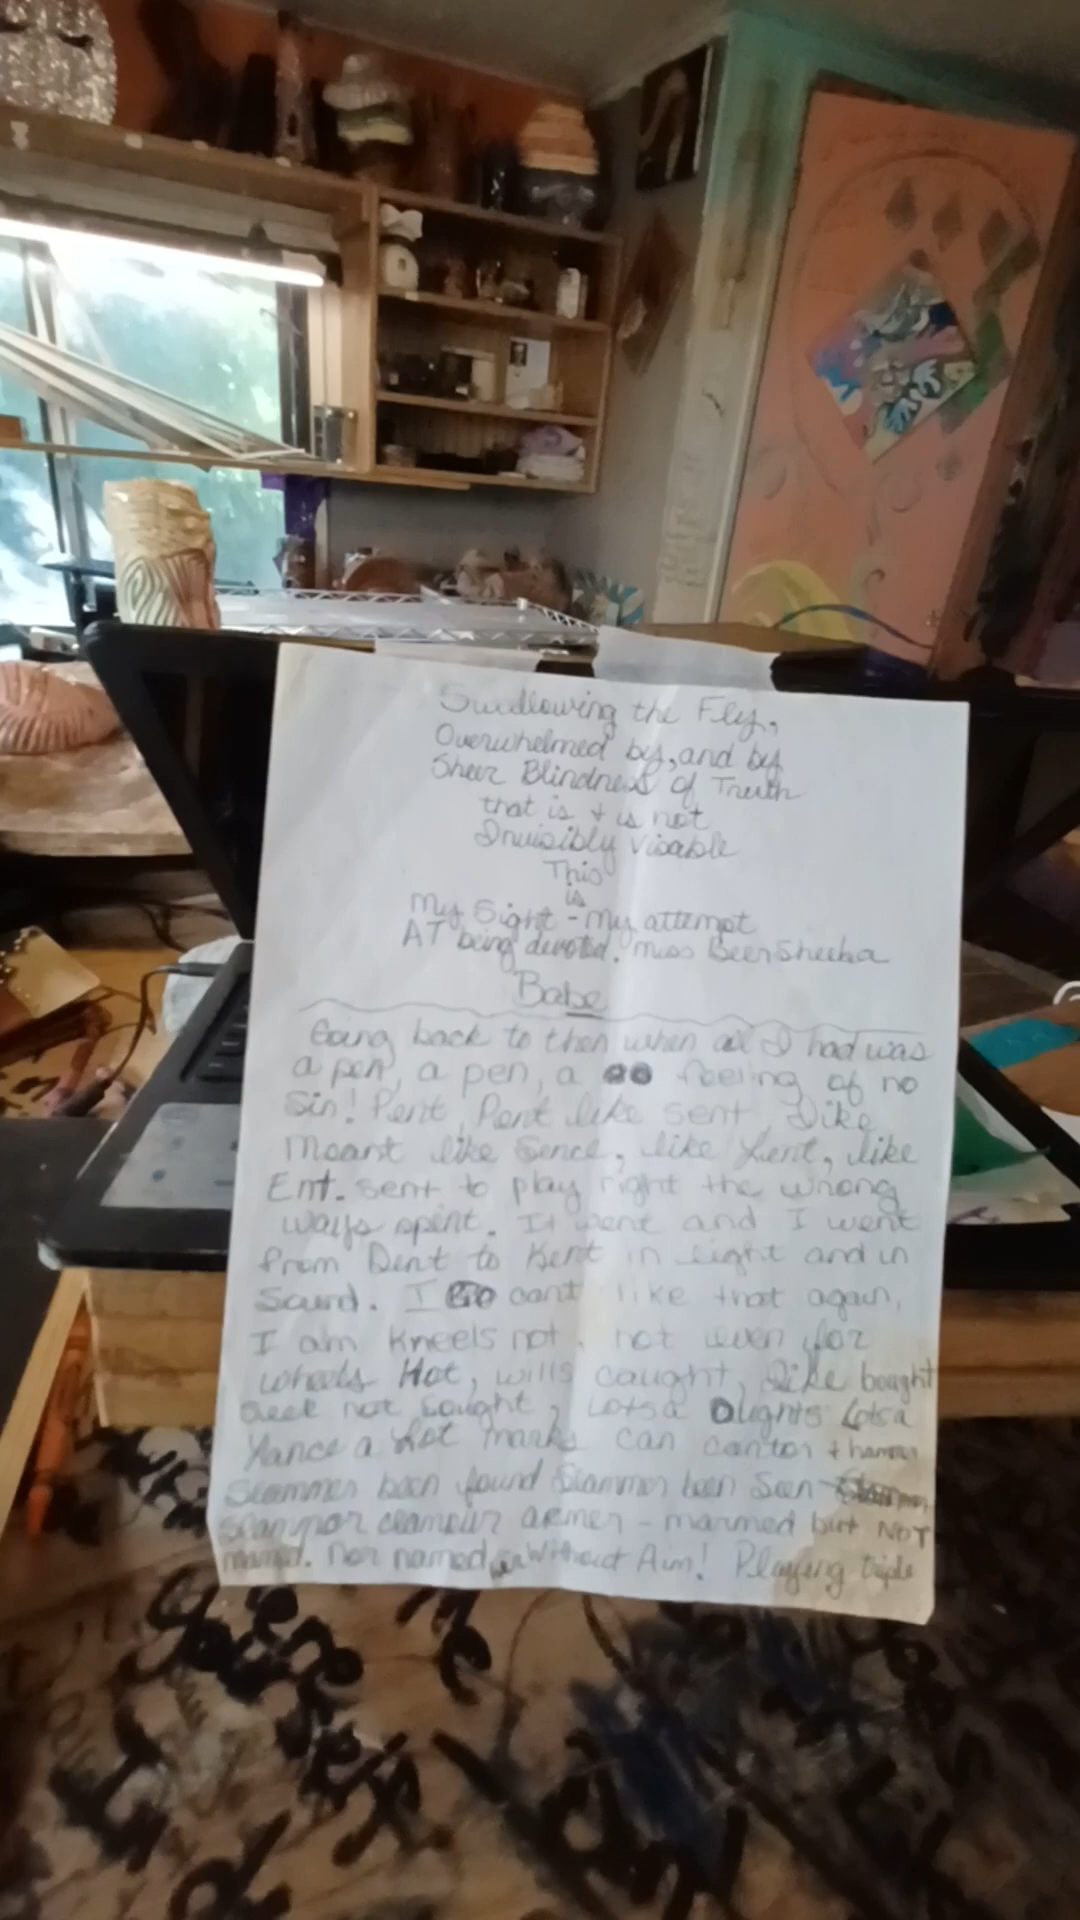 Swallowing the Fly,
Overwhelmed by, and by
Sheer Blindness of Truth
that is + is not
Invisibly Visable
This
is
My Sight - My attempt
AT being devoted. Miss BeerSheeba
Babe
Going back to then when all I had was
a pen, a pen, a feeling of no
Sin! Pent, Pent like sent, Like
Meant like Sence, like Lent, like
Ent. sent to play right the wrong
ways spent. It went and I went
from Dent to Kent in light and in
Sound. I cant like that again,
I am Kneels not, not even for
wheels Hot, wills caught, like bought
Seek not Sought, Lotsa Dlights Lotsa
Lance a Lot marks can cantor + hammer
Slammer been found Slammer been Seen
clamour armer - marmed but NOT
named. Nor named, Without Aim! Playing triple